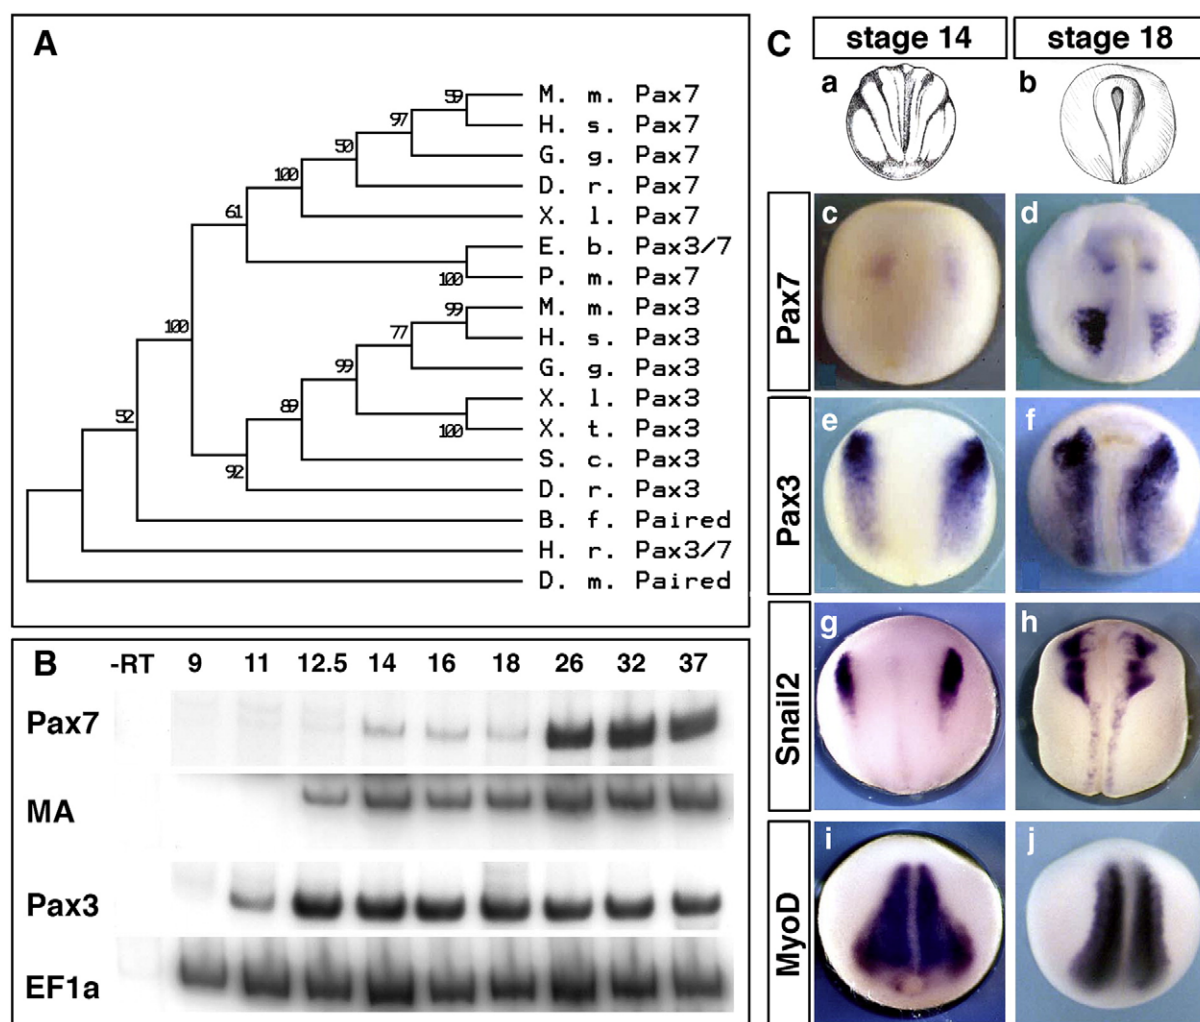 A
M. m. Pax7
H. s. Pax7
G. g. Pax7
D. r. Pax7
X. l. Pax7
E. b. Pax3/7
P. m. Pax7
M. m. Pax3
H. s. Pax3
G. g. Pax3
X. l. Pax3
X. t. Pax3
S. c. Pax3
D. r. Pax3
B. f. Paired
H. r. Pax3/7
D. m. Paired
59
97
50
100
61
100
100
99
77
99
100
89
92
52
B
-RT 9 11 12.5 14 16 18 26 32 37
Pax7
MA
Pax3
EF1a
C
stage 14 stage 18
a b
Pax7
c d
Pax3
e f
Snail2
g h
MyoD
i j